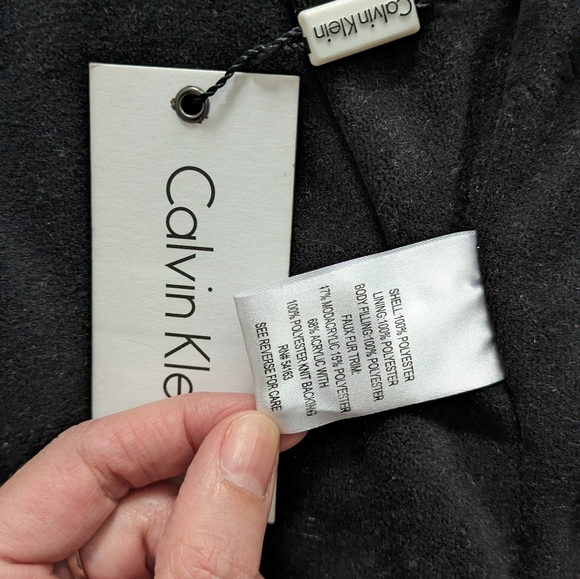 Calvin Klein
Calvin Kle
SHELL:100% POLYESTER
LINING:100% POLYESTER
BODY FILLING:100% POLYESTER
FAUX FUR TRIM:
17% MODACRYLIC 15% POLYESTER
68% ACRYLIC WITH
100% POLYESTER KNIT BACKING
RN# 54163
SEE REVERSE FOR CARE